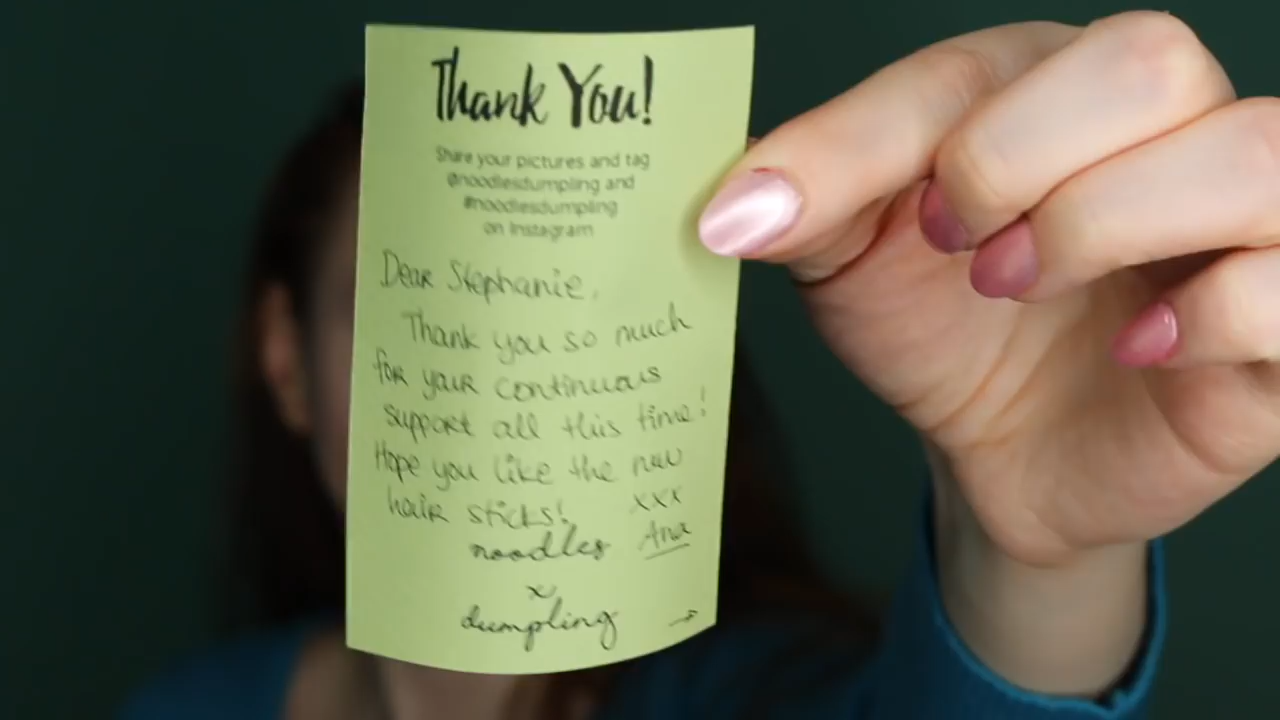 Thank You!
Share your pictures and tag
@noodlesdumpling and
#noodlesdumpling
on Instagram
Dear Stephanie,
Thank you so much
for your continuous
support all this time!
Hope you like the new
hair sticks! xxx
Ana
noodles
x
dumpling
→